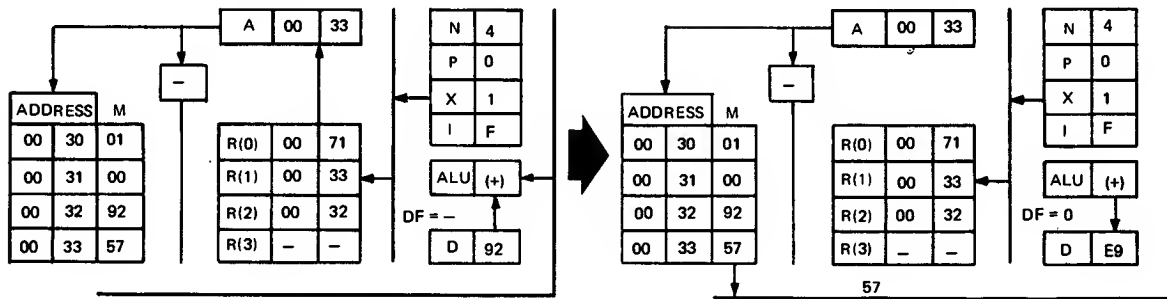 A 00 33
N 4
P 0
X 1
I F
–
ADDRESS M
00 30 01
00 31 00
00 32 92
00 33 57
R(0) 00 71
R(1) 00 33
R(2) 00 32
R(3) – –
ALU (+)
DF = –
D 92
A 00 33
N 4
P 0
X 1
I F
–
ADDRESS M
00 30 01
00 31 00
00 32 92
00 33 57
R(0) 00 71
R(1) 00 33
R(2) 00 32
R(3) – –
ALU (+)
DF = 0
D E9
57